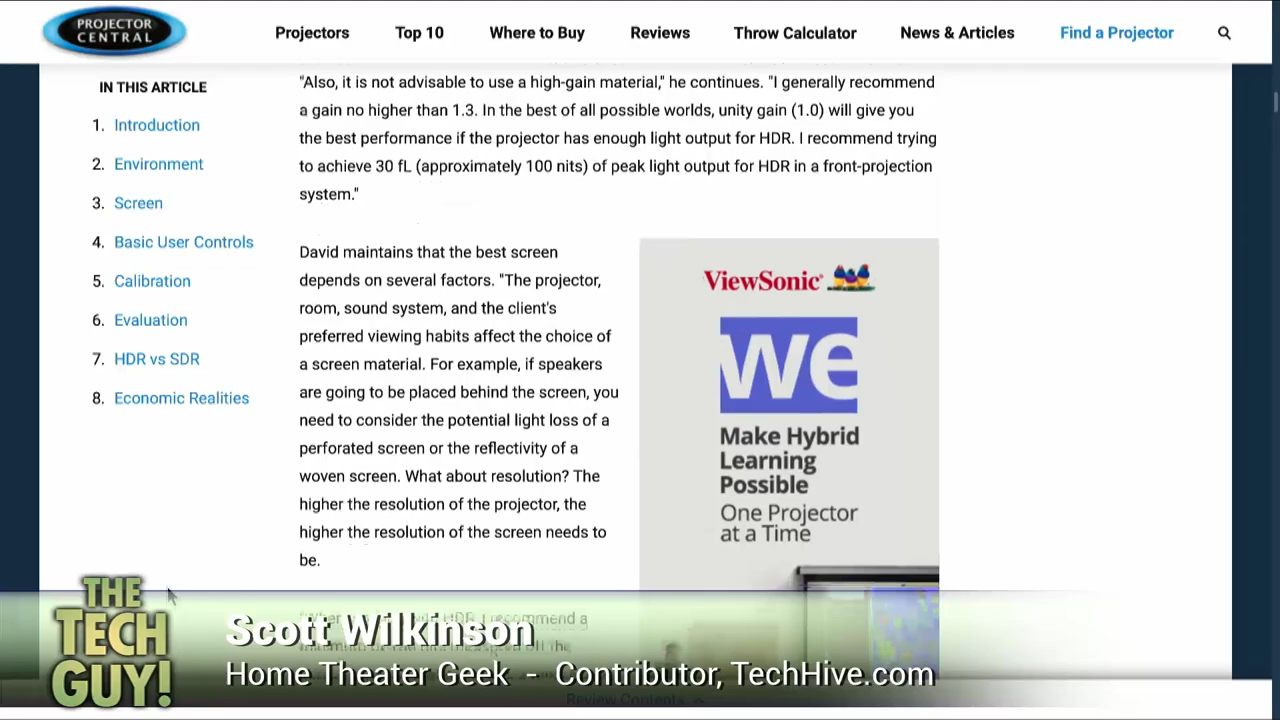 PROJECTOR
CENTRAL
Projectors
Top 10
Where to Buy
Reviews
Throw Calculator
News & Articles
Find a Projector
IN THIS ARTICLE
1. Introduction
2. Environment
3. Screen
4. Basic User Controls
5. Calibration
6. Evaluation
7. HDR vs SDR
8. Economic Realities
"Also, it is not advisable to use a high-gain material," he continues. "I generally recommend
a gain no higher than 1.3. In the best of all possible worlds, unity gain (1.0) will give you
the best performance if the projector has enough light output for HDR. I recommend trying
to achieve 30 fL (approximately 100 nits) of peak light output for HDR in a front-projection
system."
David maintains that the best screen
depends on several factors. "The projector,
room, sound system, and the client's
preferred viewing habits affect the choice of
a screen material. For example, if speakers
are going to be placed behind the screen, you
need to consider the potential light loss of a
perforated screen or the reflectivity of a
woven screen. What about resolution? The
higher the resolution of the projector, the
higher the resolution of the screen needs to
be.
ViewSonic
we
Make Hybrid
Learning
Possible
One Projector
at a Time
THE
TECH
GUY!
Scott Wilkinson
Home Theater Geek - Contributor, TechHive.com
Review Contents